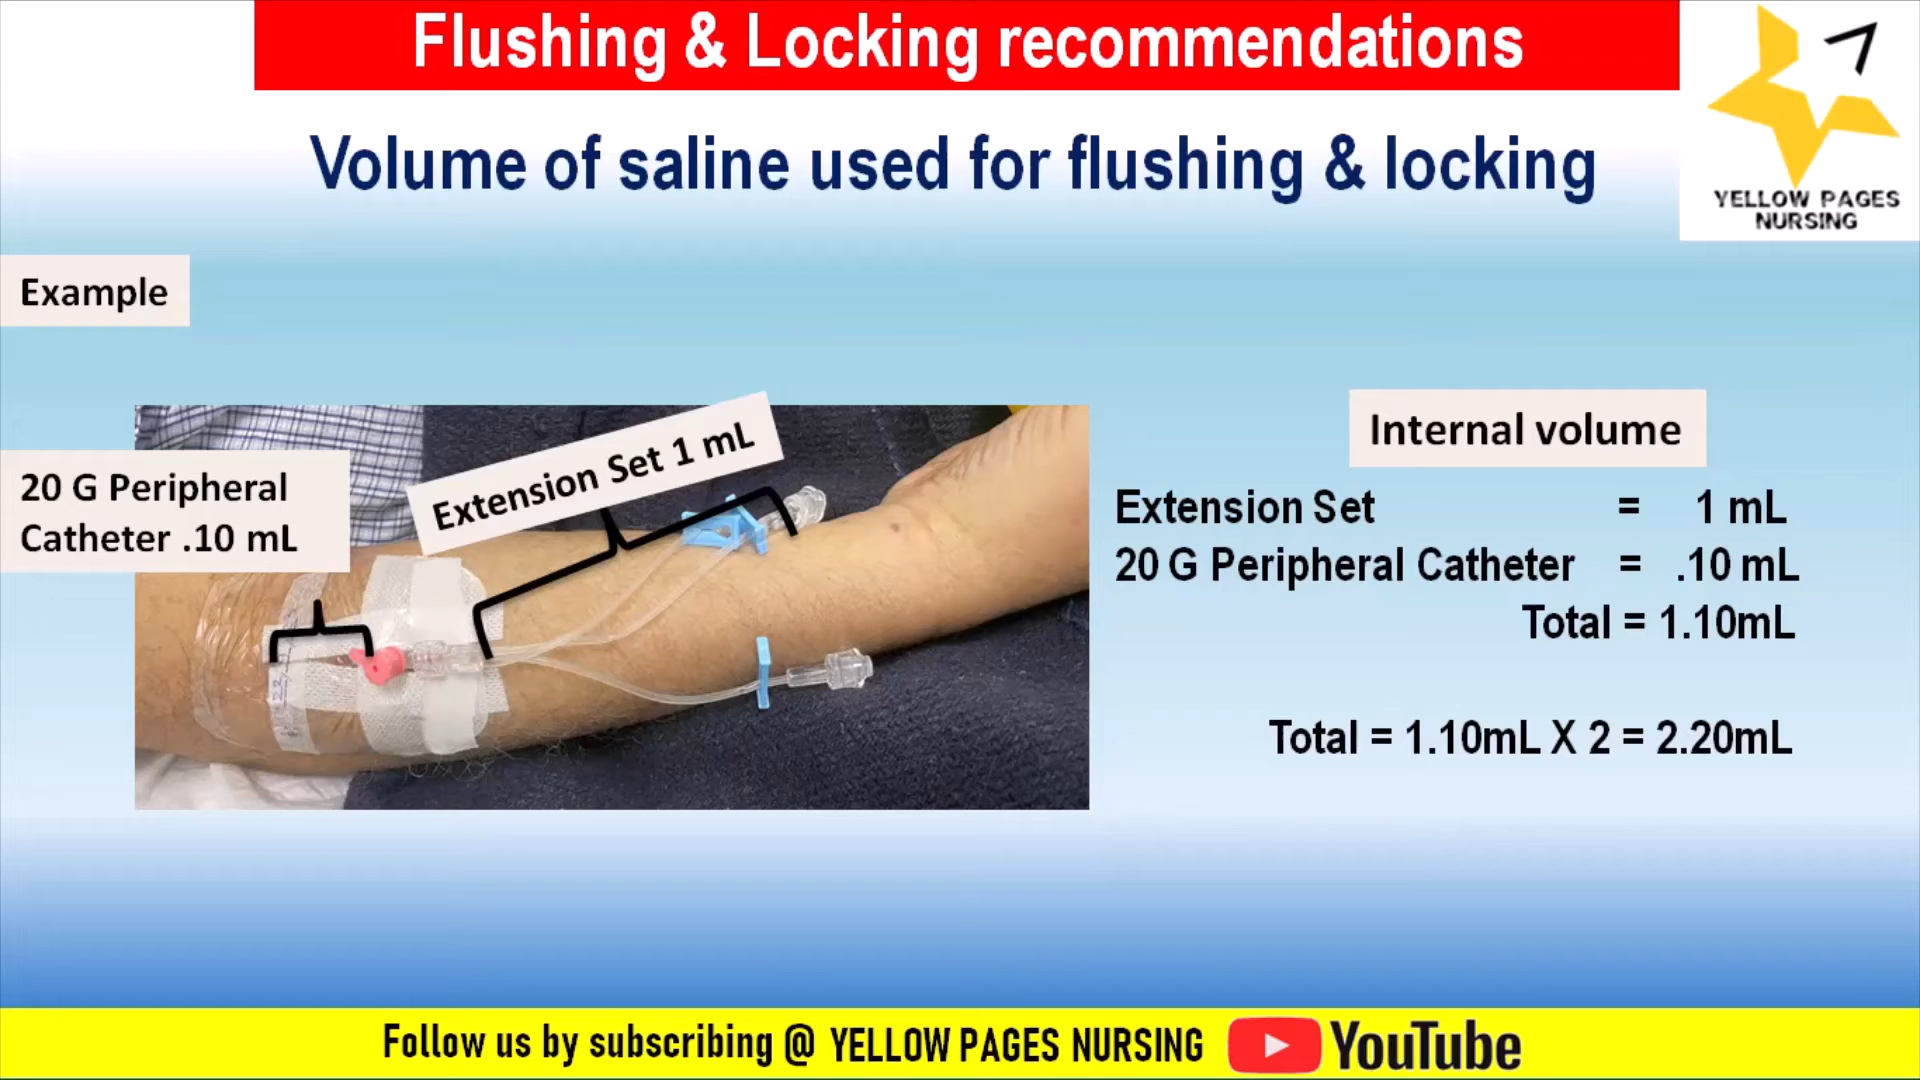 Flushing & Locking recommendations
YELLOW PAGES
NURSING
Volume of saline used for flushing & locking
Example
20 G Peripheral
Catheter .10 mL
Extension Set 1 mL
Internal volume
Extension Set = 1 mL
20 G Peripheral Catheter = .10 mL
Total = 1.10mL
Total = 1.10mL X 2 = 2.20mL
Follow us by subscribing @ YELLOW PAGES NURSING YouTube